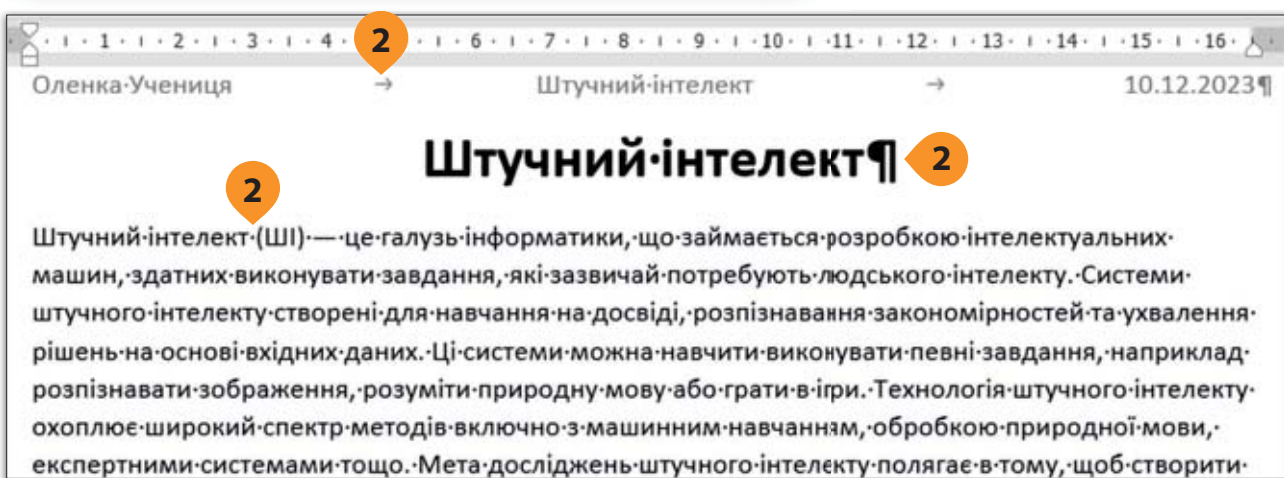 · 1 · 2 · 3 · 4 · 2 · 6 · 7 · 8 · 9 · 10 · 11 · 12 · 13 · 14 · 15 · 16 ·
Оленка·Учениця → Штучний·інтелект → 10.12.2023¶
Штучний·інтелект¶ 2
2
Штучний·інтелект·(ШІ)·—·це·галузь·інформатики,·що·займається·розробкою·інтелектуальних·
машин,·здатних·виконувати·завдання,·які·зазвичай·потребують·людського·інтелекту.·Системи·
штучного·інтелекту·створені·для·навчання·на·досвіді,·розпізнавання·закономірностей·та·ухвалення·
рішень·на·основі·вхідних·даних.·Ці·системи·можна·навчити·виконувати·певні·завдання,·наприклад·
розпізнавати·зображення,·розуміти·природну·мову·або·грати·в·ігри.·Технологія·штучного·інтелекту·
охоплює·широкий·спектр·методів·включно·з·машинним·навчанням,·обробкою·природної·мови,·
експертними·системами·тощо.·Мета·досліджень·штучного·інтелекту·полягає·в·тому,·щоб·створити·